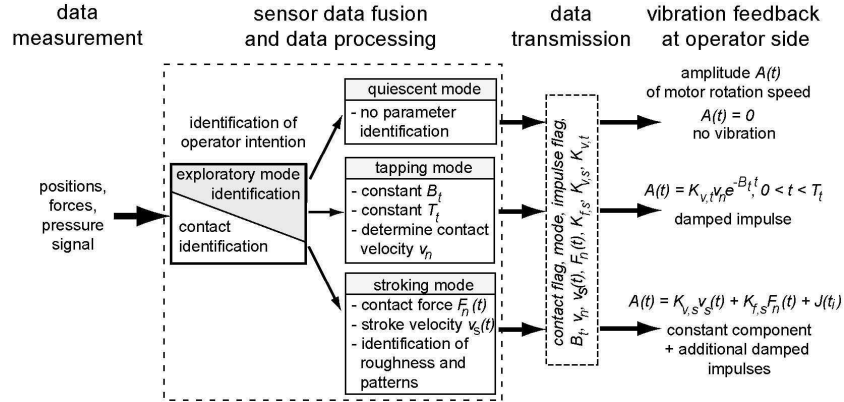 data
measurement
sensor data fusion
and data processing
data
transmission
vibration feedback
at operator side
positions,
forces,
pressure
signal
identification of
operator intention
exploratory mode
identification
contact
identification
quiescent mode
- no parameter
identification
tapping mode
- constant B_t
- constant T_t
- determine contact
velocity v_n
stroking mode
- contact force F_n(t)
- stroke velocity v_s(t)
- identification of
roughness and
patterns
contact flag, mode, impulse flag,
B_t, v_n, v_s(t), F_n(t), K_{f,s}, K_{v,s}, K_{v,t}
amplitude A(t)
of motor rotation speed
A(t) = 0
no vibration
A(t) = K_{v,t} v_n e^{-B_t t}, 0 < t < T_t
damped impulse
A(t) = K_{v,s} v_s(t) + K_{f,s} F_n(t) + J(t_i)
constant component
+ additional damped
impulses